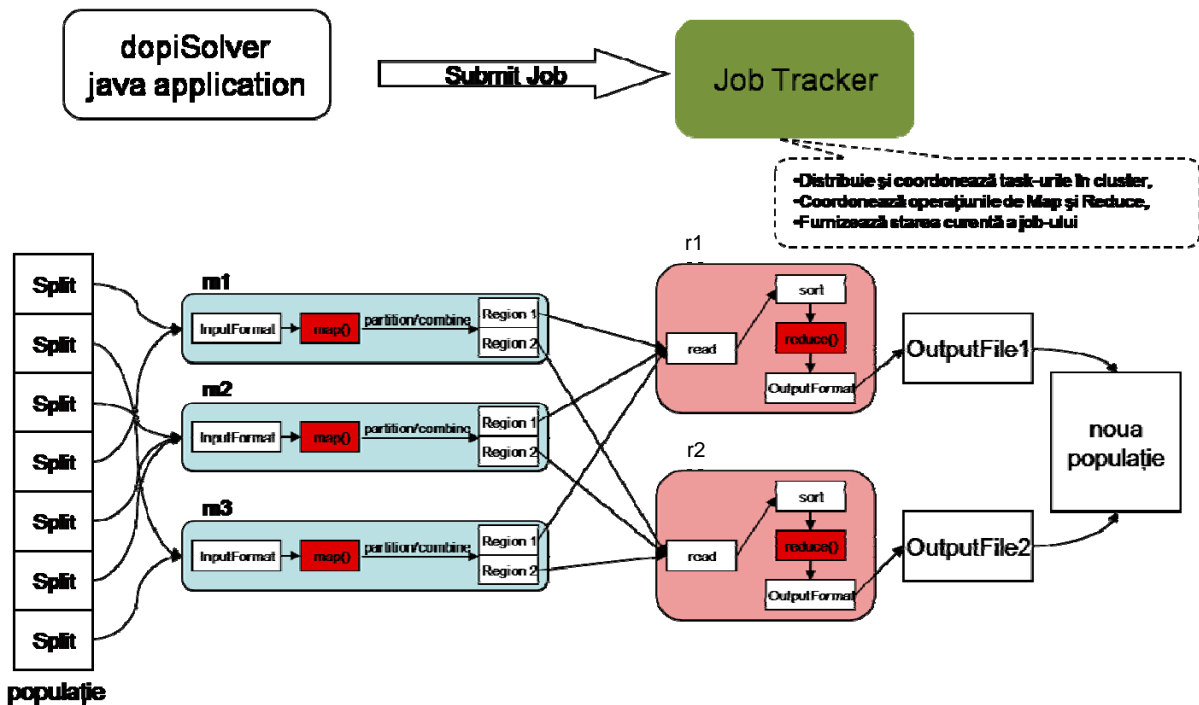 dopiSolver
java application
Submit Job
Job Tracker
•Distribuie și coordonează task-urile în cluster,
•Coordonează operațiunile de Map și Reduce,
•Furnizează starea curentă a job-ului
Split
Split
Split
Split
Split
Split
Split
populație
m1
InputFormat
map()
partition/combine
Region 1
Region 2
m2
InputFormat
map()
partition/combine
Region 1
Region 2
m3
InputFormat
map()
partition/combine
Region 1
Region 2
r1
read
sort
reduce()
OutputFormat
r2
read
sort
reduce()
OutputFormat
OutputFile1
OutputFile2
noua
populație